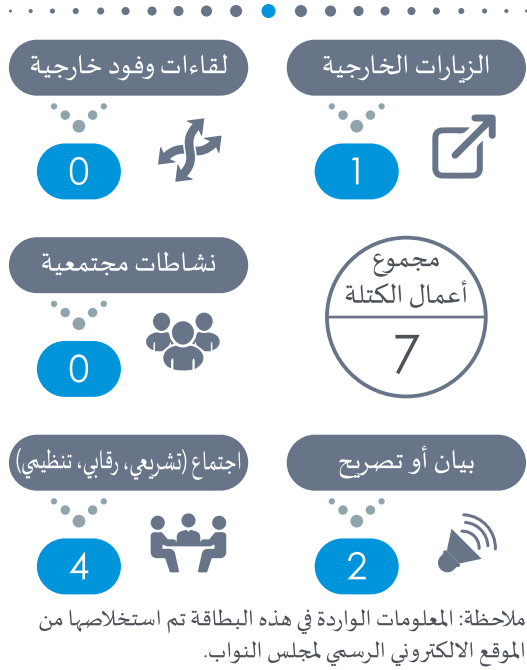 الزيارات الخارجية
1
لقاءات وفود خارجية
0
مجموع
أعمال الكتلة
7
نشاطات مجتمعية
0
بيان أو تصريح
2
اجتماع (تشريعي، رقابي، تنظيمي)
4
ملاحظة: المعلومات الواردة في هذه البطاقة تم استخلاصها من
الموقع الالكتروني الرسمي لمجلس النواب.